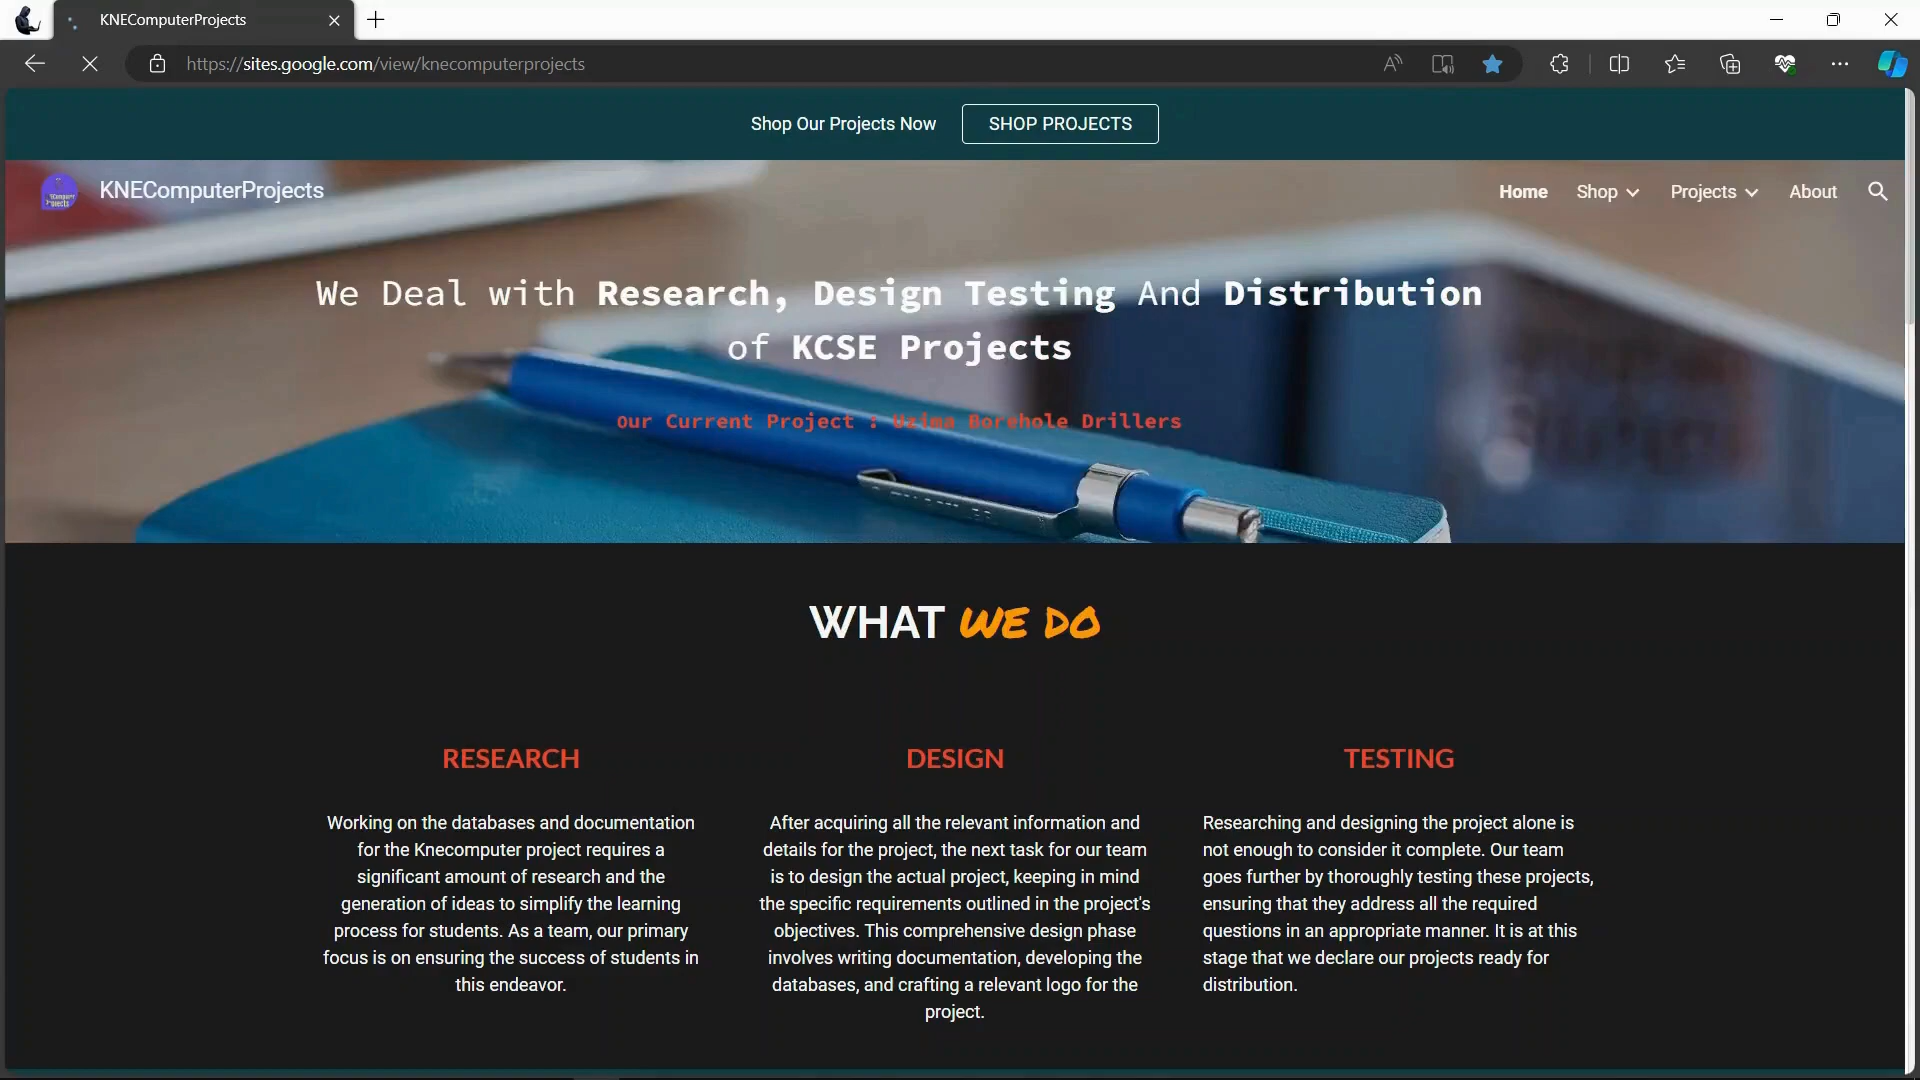 KNEComputerProjects
https://sites.google.com/view/knecomputerprojects
Shop Our Projects Now
SHOP PROJECTS
KNEComputerProjects
Home
Shop
Projects
About
We Deal with Research, Design Testing And Distribution
of KCSE Projects
Our Current Project : Uzima Borehole Drillers
WHAT WE DO
RESEARCH
Working on the databases and documentation
for the Knecomputer project requires a
significant amount of research and the
generation of ideas to simplify the learning
process for students. As a team, our primary
focus is on ensuring the success of students in
this endeavor.
DESIGN
After acquiring all the relevant information and
details for the project, the next task for our team
is to design the actual project, keeping in mind
the specific requirements outlined in the project's
objectives. This comprehensive design phase
involves writing documentation, developing the
databases, and crafting a relevant logo for the
project.
TESTING
Researching and designing the project alone is
not enough to consider it complete. Our team
goes further by thoroughly testing these projects,
ensuring that they address all the required
questions in an appropriate manner. It is at this
stage that we declare our projects ready for
distribution.